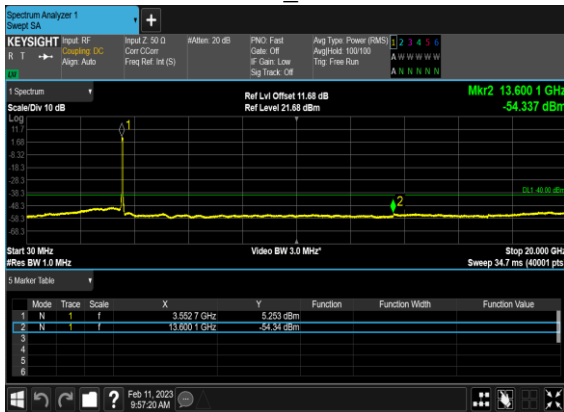 Spectrum Analyzer 1
Swept SA
+
KEYSIGHT Input: RF Input Z: 50 Ω #Atten: 20 dB PNO: Fast Avg Type: Power (RMS) 1 2 3 4 5 6
R T Coupling: DC Corr CCorr Gate: Off Avg|Hold: 100/100 A W W W W W
Align: Auto Freq Ref: Int (S) IF Gain: Low Trig: Free Run
Sig Track: Off A N N N N N
1 Spectrum
Ref Lvl Offset 11.68 dB Mkr2 13.600 1 GHz
Scale/Div 10 dB Ref Level 21.68 dBm -54.337 dBm
Log
11.7
1.68
-8.32
-18.3
-28.3
-38.3
-48.3
-58.3
-68.3
1
2
DL1 -40.00 dBm
Start 30 MHz Video BW 3.0 MHz* Stop 20.000 GHz
#Res BW 1.0 MHz Sweep 34.7 ms (40001 pts)
5 Marker Table
Mode Trace Scale X Y Function Function Width Function Value
1 N 1 f 3.552 7 GHz 5.253 dBm
2 N 1 f 13.600 1 GHz -54.34 dBm
3
4
5
6
? Feb 11, 2023
9:57:20 AM